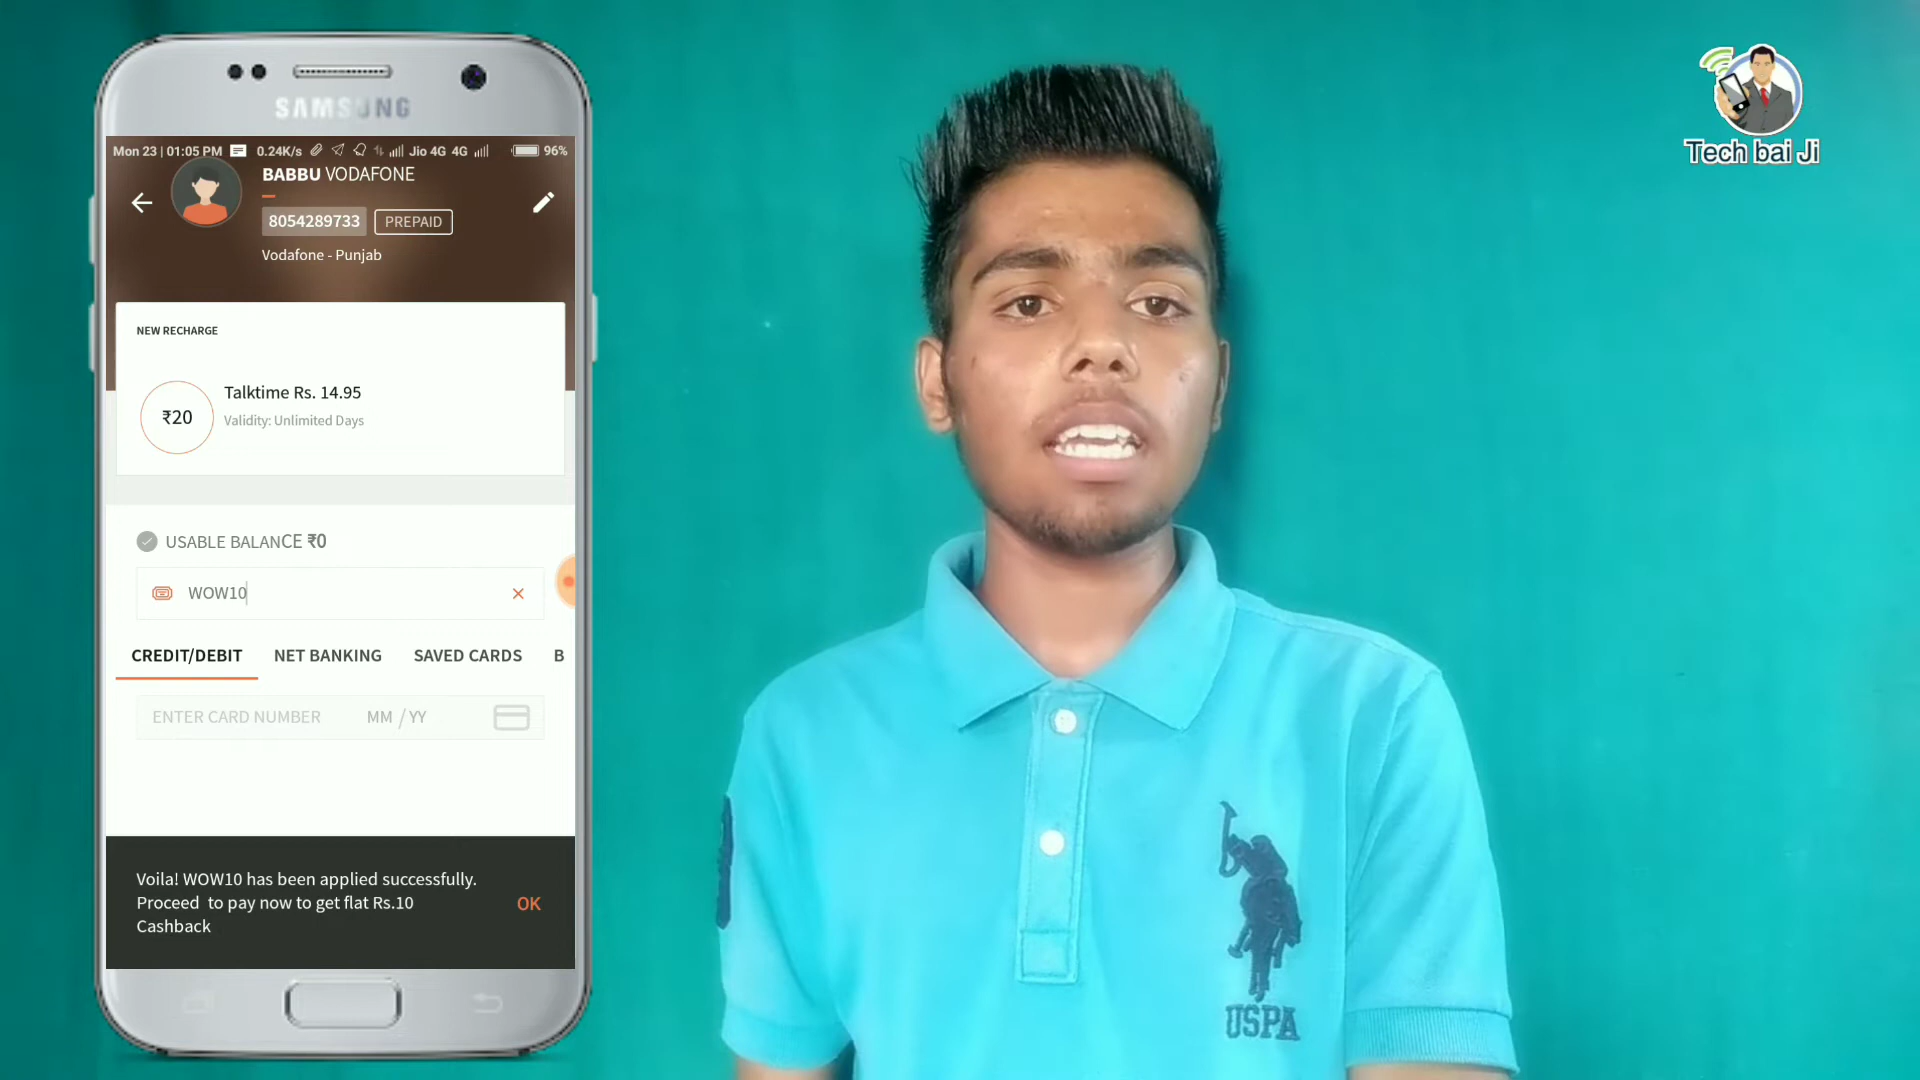 SAMSUNG
Mon 23 | 01:05 PM 0.24K/s Jio 4G 4G 96%
BABBU VODAFONE
8054289733 PREPAID
Vodafone - Punjab
NEW RECHARGE
₹20
Talktime Rs. 14.95
Validity: Unlimited Days
USABLE BALANCE ₹0
WOW10
CREDIT/DEBIT NET BANKING SAVED CARDS B
ENTER CARD NUMBER MM / YY
Voila! WOW10 has been applied successfully.
Proceed to pay now to get flat Rs.10
Cashback
OK
Tech bai Ji
USPA